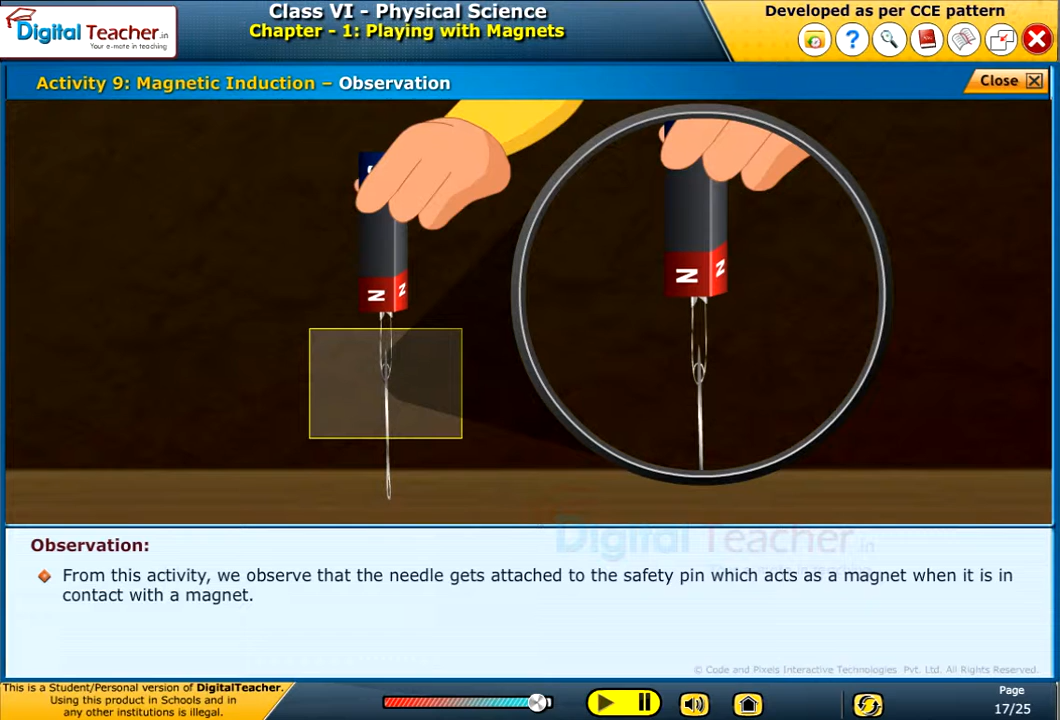 Digital Teacher.in
Your e-mate in teaching
Class VI - Physical Science
Chapter - 1: Playing with Magnets
Developed as per CCE pattern
Activity 9: Magnetic Induction – Observation
Close
N N
N N
Observation:
From this activity, we observe that the needle gets attached to the safety pin which acts as a magnet when it is in
contact with a magnet.
Digital Teacher.in
© Code and Pixels Interactive Technologies Pvt. Ltd. All Rights Reserved.
This is a Student/Personal version of DigitalTeacher.
Using this product in Schools and in
any other institutions is illegal.
Page
17/25